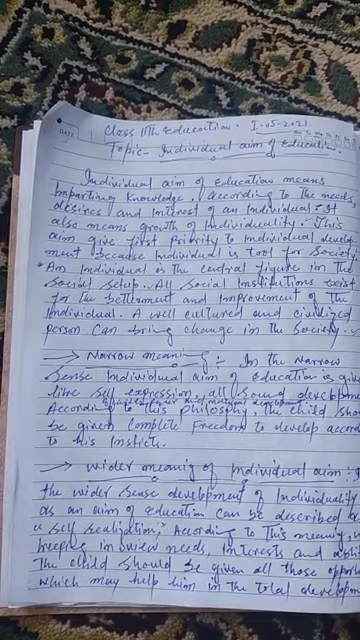 DATE
Class 11th Education. 1-05-2021
Topic- Individual aim of Education.
Individual aim of Education means
Imparting Knowledge, according to the needs,
desires and Interest of an Individual. It
also means growth of Individuality. This
aim give first Priority to Individual develop-
ment because Individual is tool for Society.
An Individual is the central figure in the
Social Setup. All Social Institutions exist
for the betterment and Improvement of the
Individual. A well cultured and civilized
person can bring change in the Society.
→ Narrow meaning :- In the Narrow
Sense Individual aim of Education is give
like Self expression, all sound developme
According to this philosophy, the child shou
be given complete freedom to develop accord
to his Insticts.
→ wider meanig of Individual aim :
the wider sense development of Individualit
as an aim of Education can be described
"Self Realization," According to this meaning,
keeping in view needs, interests and abili
The child should be given all those opport
which may help him in the total developm